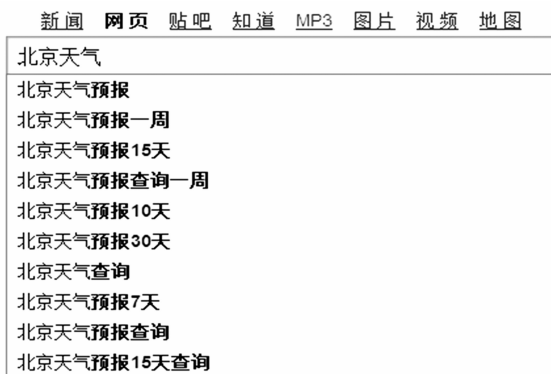 新闻 网页 贴吧 知道 MP3 图片 视频 地图
北京天气
北京天气预报
北京天气预报一周
北京天气预报15天
北京天气预报查询一周
北京天气预报10天
北京天气预报30天
北京天气查询
北京天气预报7天
北京天气预报查询
北京天气预报15天查询